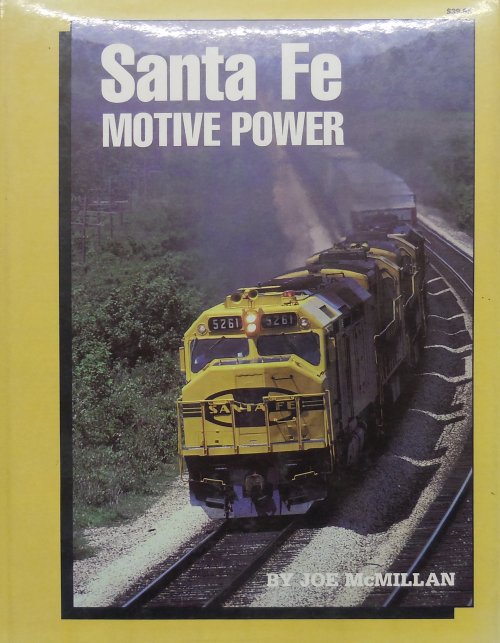 Santa Fe
MOTIVE POWER
5261 5261
SANTA FE
BY JOE McMILLAN